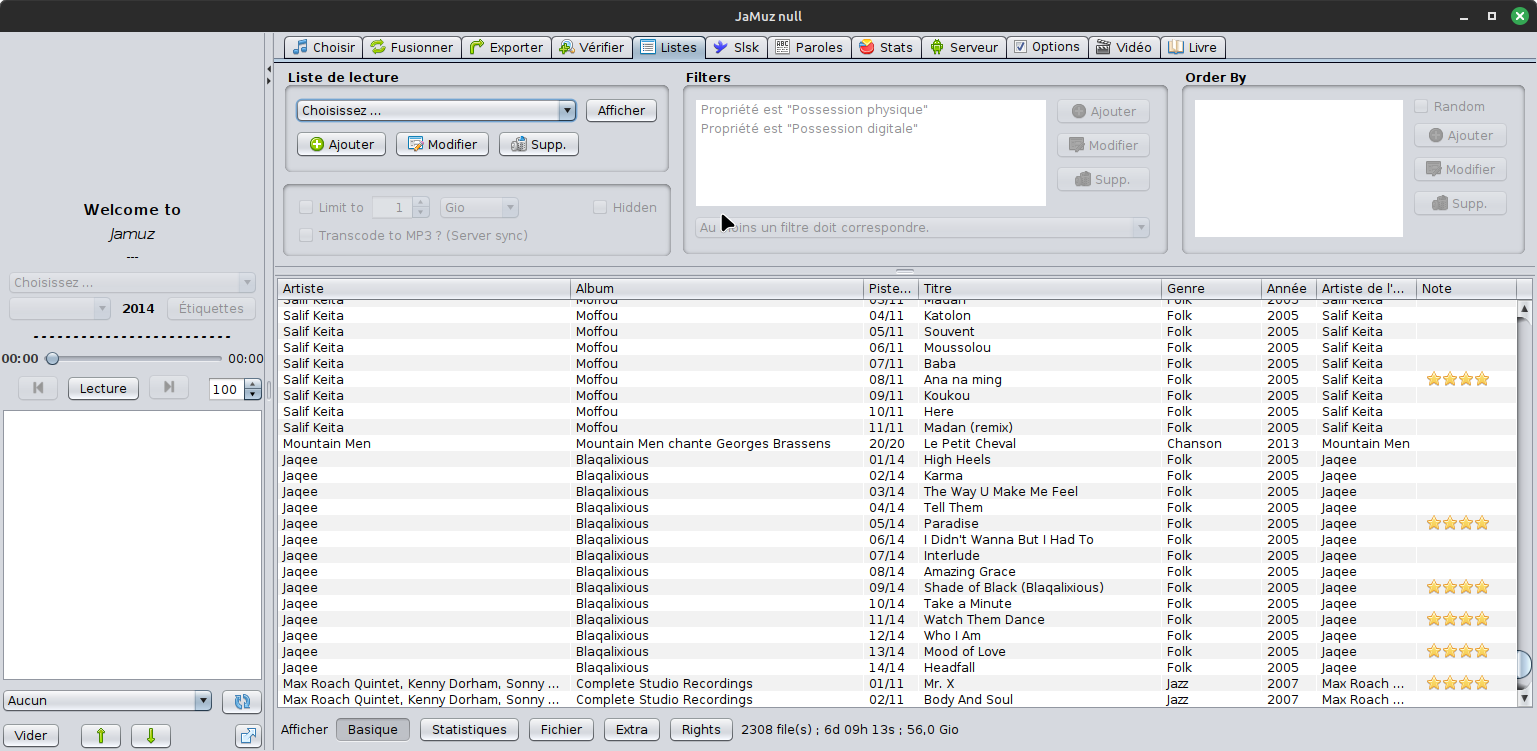 JaMuz null
Choisir Fusionner Exporter Vérifier Listes Slsk Paroles Stats Serveur Options Vidéo Livre
Welcome to
Jamuz
---
Choisissez ...
2014 Étiquettes
00:00 00:00
Lecture 100
Aucun
Vider
Liste de lecture
Choisissez ... Afficher
Ajouter Modifier Supp.
Limit to 1 Gio Hidden
Transcode to MP3 ? (Server sync)
Filters
Propriété est "Possession physique"
Propriété est "Possession digitale"
Ajouter
Modifier
Supp.
Au moins un filtre doit correspondre.
Order By
Random
Ajouter
Modifier
Supp.
Artiste Album Piste... Titre Genre Année Artiste de l'... Note
Salif Keita Moffou 03/11 Madan Folk 2005 Salif Keita
Salif Keita Moffou 04/11 Katolon Folk 2005 Salif Keita
Salif Keita Moffou 05/11 Souvent Folk 2005 Salif Keita
Salif Keita Moffou 06/11 Moussolou Folk 2005 Salif Keita
Salif Keita Moffou 07/11 Baba Folk 2005 Salif Keita
Salif Keita Moffou 08/11 Ana na ming Folk 2005 Salif Keita
Salif Keita Moffou 09/11 Koukou Folk 2005 Salif Keita
Salif Keita Moffou 10/11 Here Folk 2005 Salif Keita
Salif Keita Moffou 11/11 Madan (remix) Folk 2005 Salif Keita
Mountain Men Mountain Men chante Georges Brassens 20/20 Le Petit Cheval Chanson 2013 Mountain Men
Jaqee Blaqalixious 01/14 High Heels Folk 2005 Jaqee
Jaqee Blaqalixious 02/14 Karma Folk 2005 Jaqee
Jaqee Blaqalixious 03/14 The Way U Make Me Feel Folk 2005 Jaqee
Jaqee Blaqalixious 04/14 Tell Them Folk 2005 Jaqee
Jaqee Blaqalixious 05/14 Paradise Folk 2005 Jaqee
Jaqee Blaqalixious 06/14 I Didn't Wanna But I Had To Folk 2005 Jaqee
Jaqee Blaqalixious 07/14 Interlude Folk 2005 Jaqee
Jaqee Blaqalixious 08/14 Amazing Grace Folk 2005 Jaqee
Jaqee Blaqalixious 09/14 Shade of Black (Blaqalixious) Folk 2005 Jaqee
Jaqee Blaqalixious 10/14 Take a Minute Folk 2005 Jaqee
Jaqee Blaqalixious 11/14 Watch Them Dance Folk 2005 Jaqee
Jaqee Blaqalixious 12/14 Who I Am Folk 2005 Jaqee
Jaqee Blaqalixious 13/14 Mood of Love Folk 2005 Jaqee
Jaqee Blaqalixious 14/14 Headfall Folk 2005 Jaqee
Max Roach Quintet, Kenny Dorham, Sonny ... Complete Studio Recordings 01/11 Mr. X Jazz 2007 Max Roach ...
Max Roach Quintet, Kenny Dorham, Sonny ... Complete Studio Recordings 02/11 Body And Soul Jazz 2007 Max Roach ...
Afficher Basique Statistiques Fichier Extra Rights 2308 file(s) ; 6d 09h 13s ; 56,0 Gio